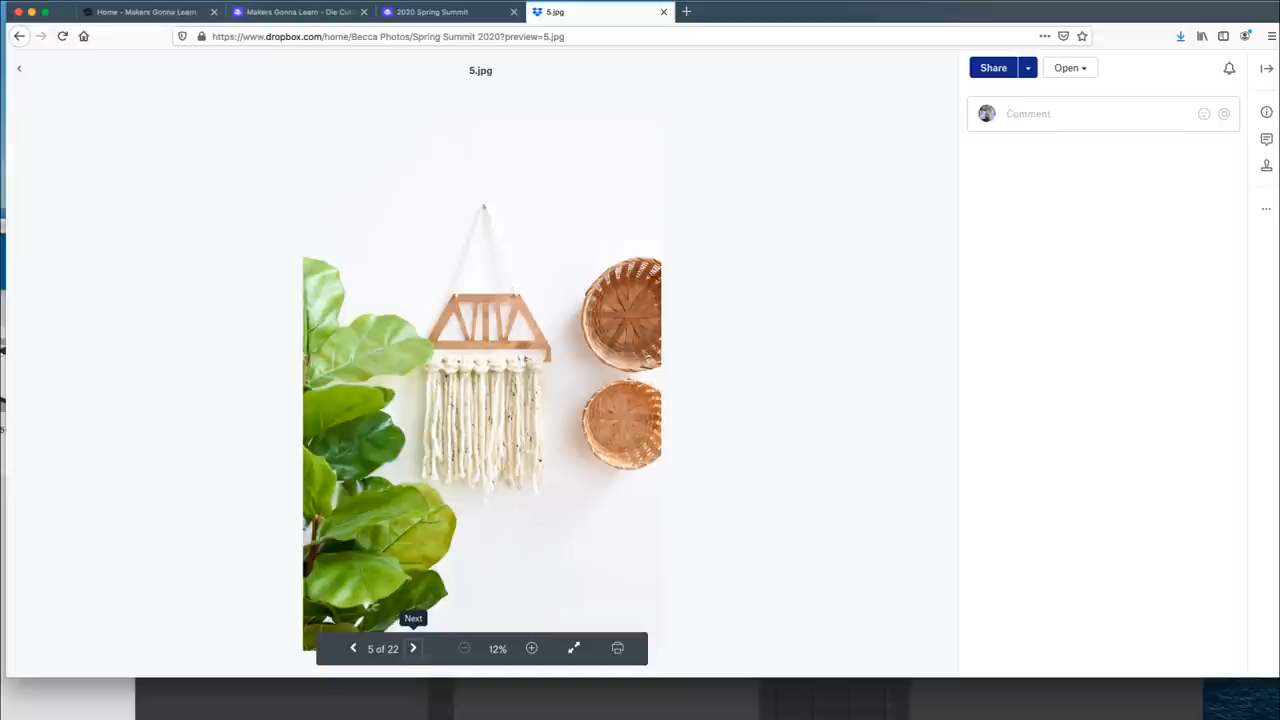 Home - Makers Gonna Learn
Makers Gonna Learn - Die Cut
2020 Spring Summit
5.jpg
https://www.dropbox.com/home/Becca Photos/Spring Summit 2020?preview=5.jpg
5.jpg
Share
Open
Comment
Next
5 of 22
12%